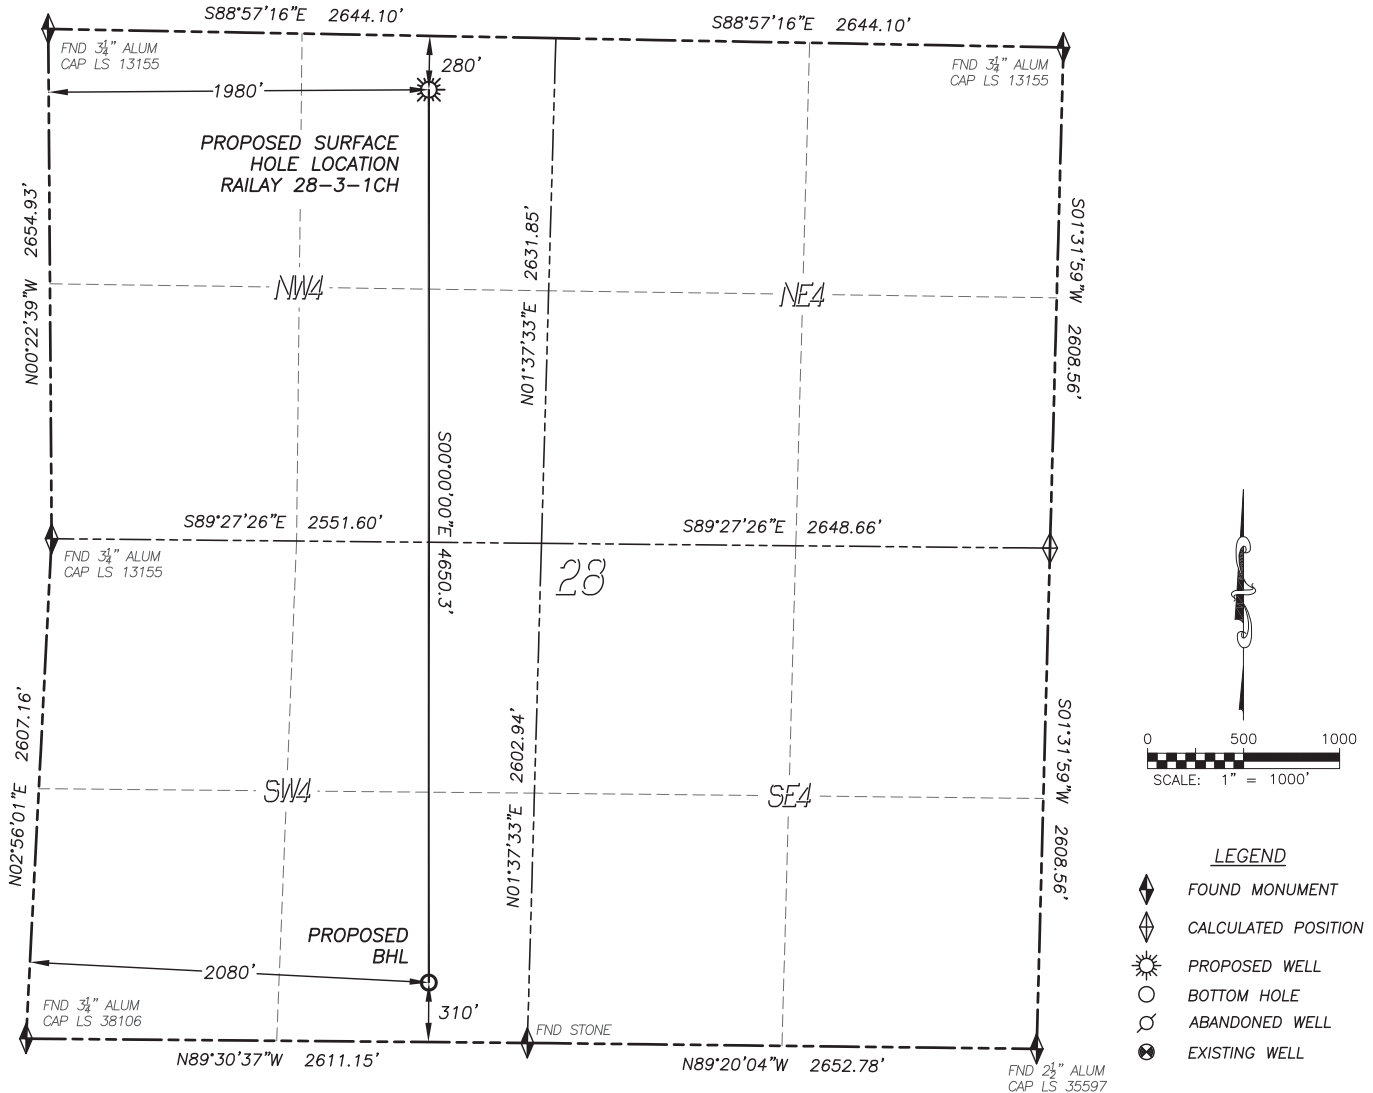 S88°57'16"E 2644.10'
S88°57'16"E 2644.10'
FND 3¼" ALUM
CAP LS 13155
280'
FND 3¼" ALUM
CAP LS 13155
1980'
PROPOSED SURFACE
HOLE LOCATION
RAILAY 28-3-1CH
N00°22'39"W 2654.93'
N01°37'33"E 2631.85'
S01°31'59"W 2608.56'
NW4
NE4
S00°00'00"E 4650.3'
S89°27'26"E 2551.60'
S89°27'26"E 2648.66'
FND 3¼" ALUM
CAP LS 13155
28
N02°56'01"E 2607.16'
N01°37'33"E 2602.94'
S01°31'59"W 2608.56'
SW4
SE4
PROPOSED
BHL
2080'
310'
FND 3¼" ALUM
CAP LS 38106
FND STONE
N89°30'37"W 2611.15'
N89°20'04"W 2652.78'
FND 2½" ALUM
CAP LS 35597
0 500 1000
SCALE: 1" = 1000'
LEGEND
FOUND MONUMENT
CALCULATED POSITION
PROPOSED WELL
BOTTOM HOLE
ABANDONED WELL
EXISTING WELL